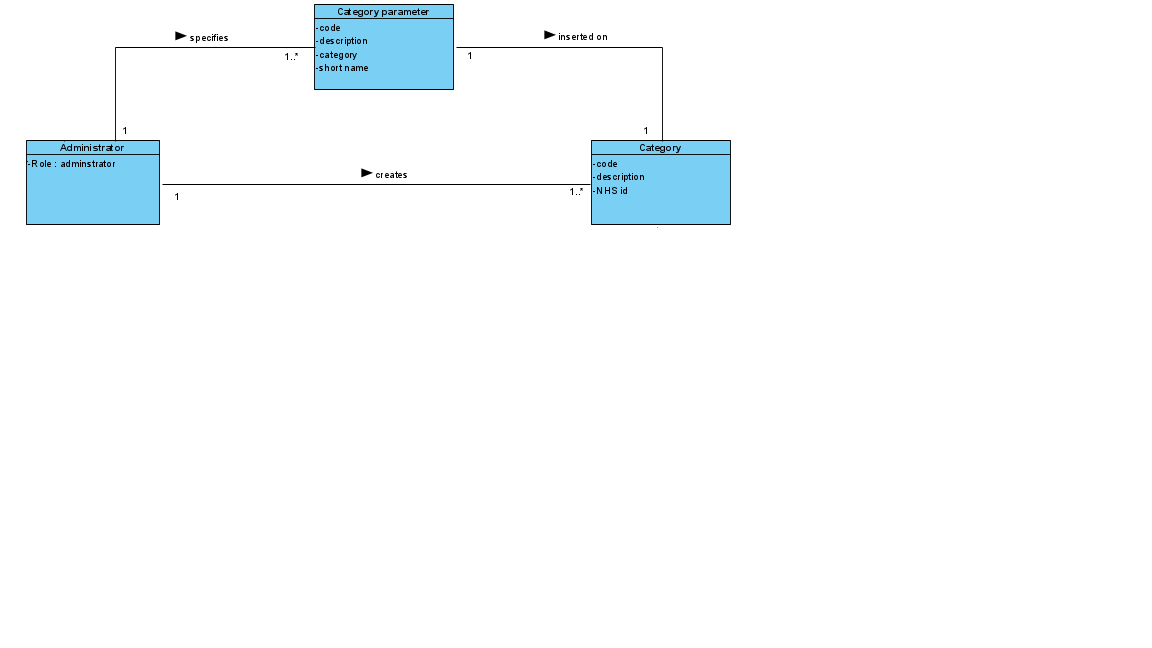 Category parameter
-code
-description
-category
-short name
specifies
1..*
1
inserted on
1
1
Administrator
-Role : adminstrator
creates
1
1..*
Category
-code
-description
-NHS id